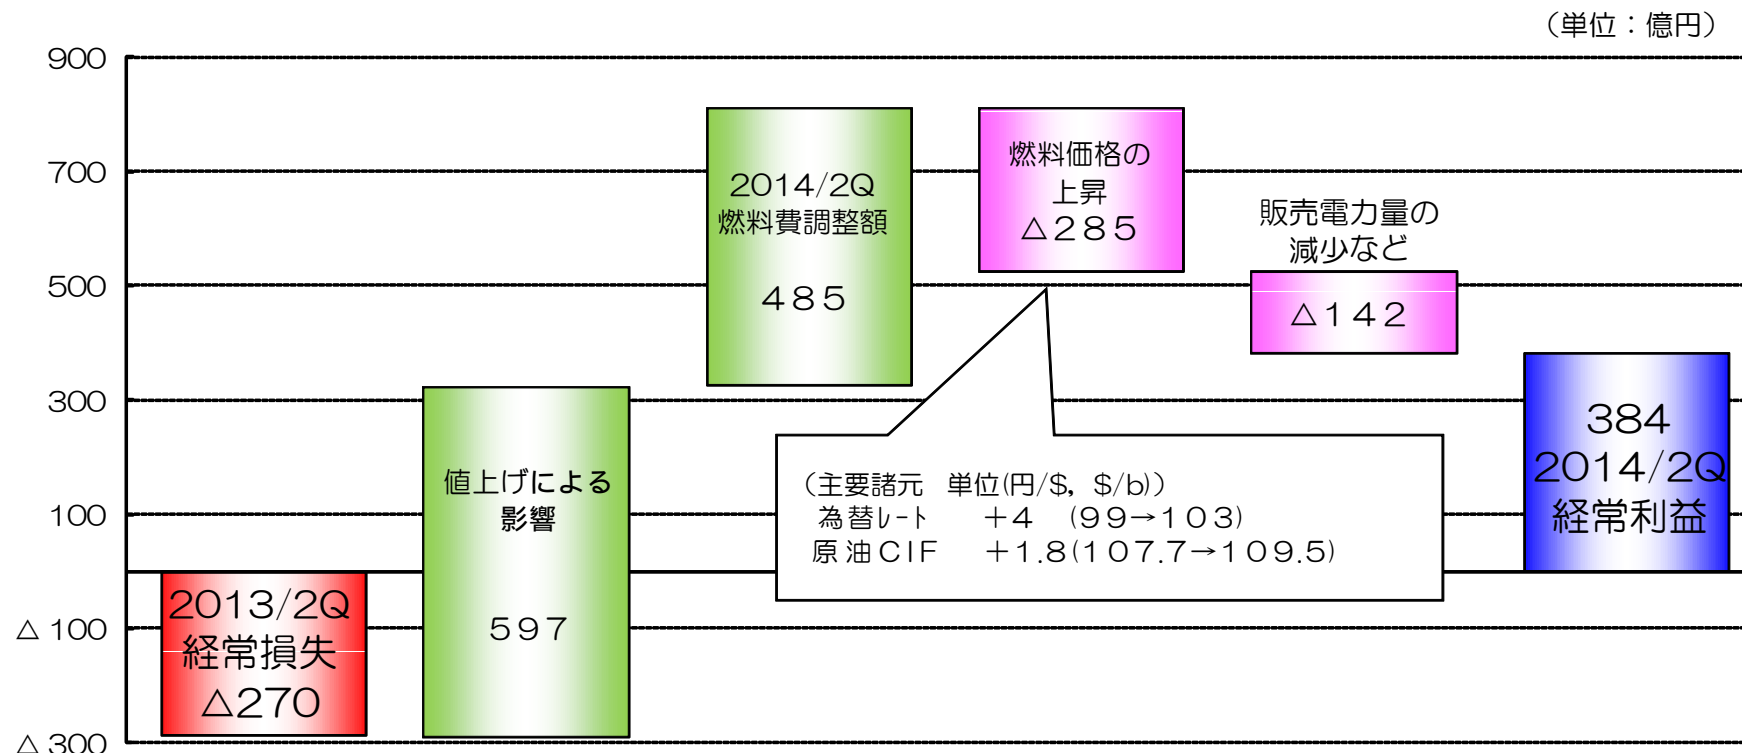 （単位：億円）
900
700
500
300
100
△100
△300
2013/2Q
経常損失
△270
値上げによる
影響
597
2014/2Q
燃料費調整額
485
燃料価格の
上昇
△285
販売電力量の
減少など
△142
（主要諸元　単位(円/$, $/b)）
為替ﾚｰﾄ　＋4　(99→103)
原油CIF　＋1.8(107.7→109.5)
384
2014/2Q
経常利益